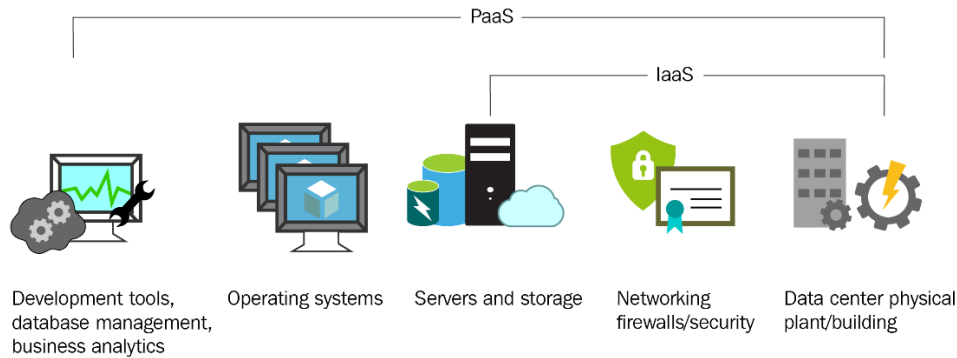 PaaS
IaaS
Development tools,
database management,
business analytics
Operating systems
Servers and storage
Networking
firewalls/security
Data center physical
plant/building